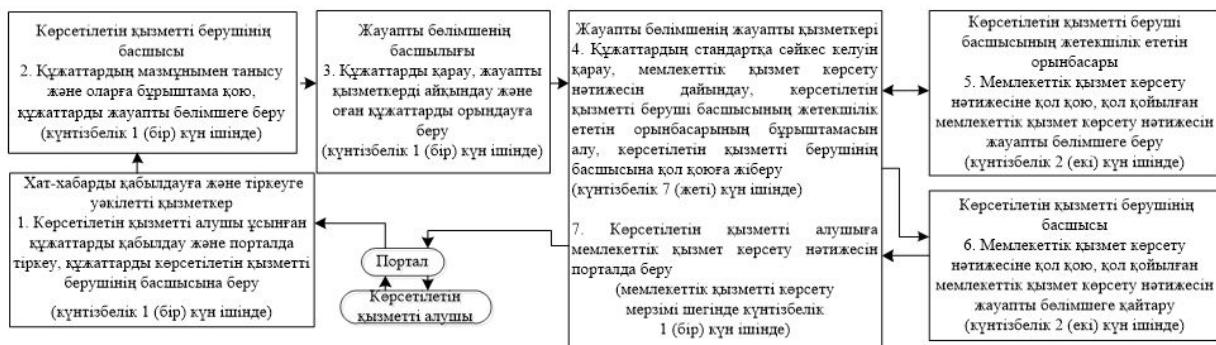 Көрсетілетін қызметті берушінің
басшысы
2. Құжаттардың мазмұнымен танысу
және оларға бұрыштама қою,
құжаттарды жауапты бөлімшеге беру
(күнтізбелік 1 (бір) күн ішінде)
Жауапты бөлімшенің
басшылығы
3. Құжаттарды қарау, жауапты
қызметкерді айқындау және
оған құжаттарды орындауға
беру
(күнтізбелік 1 (бір) күн ішінде)
Жауапты бөлімшенің жауапты қызметкері
4. Құжаттардың стандартқа сәйкес келуін
қарау, мемлекеттік қызмет көрсету
нәтижесін дайындау, көрсетілетін
қызметті беруші басшысының жетекшілік
ететін орынбасарының бұрыштамасын
алу, көрсетілетін қызметті берушінің
басшысына қол қоюға жіберу
(күнтізбелік 7 (жеті) күн ішінде)
7. Көрсетілетін қызметті алушыға
мемлекеттік қызмет көрсету нәтижесін
порталда беру
(мемлекеттік қызметті көрсету
мерзімі шегінде күнтізбелік
1 (бір) күн ішінде)
Көрсетілетін қызметті беруші
басшысының жетекшілік ететін
орынбасары
5. Мемлекеттік қызмет көрсету
нәтижесіне қол қою, қол қойылған
мемлекеттік қызмет көрсету нәтижесін
жауапты бөлімшеге беру
(күнтізбелік 2 (екі) күн ішінде)
Көрсетілетін қызметті берушінің
басшысы
6. Мемлекеттік қызмет көрсету
нәтижесіне қол қою, қол қойылған
мемлекеттік қызмет көрсету нәтижесін
жауапты бөлімшеге қайтару
(күнтізбелік 2 (екі) күн ішінде)
Хат-хабарды қабылдауға және тіркеуге
уәкілетті қызметкер
1. Көрсетілетін қызметті алушы ұсынған
құжаттарды қабылдау және порталда
тіркеу, құжаттарды көрсетілетін қызметті
берушінің басшысына беру
(күнтізбелік 1 (бір) күн ішінде)
Портал
Көрсетілетін
қызметті алушы